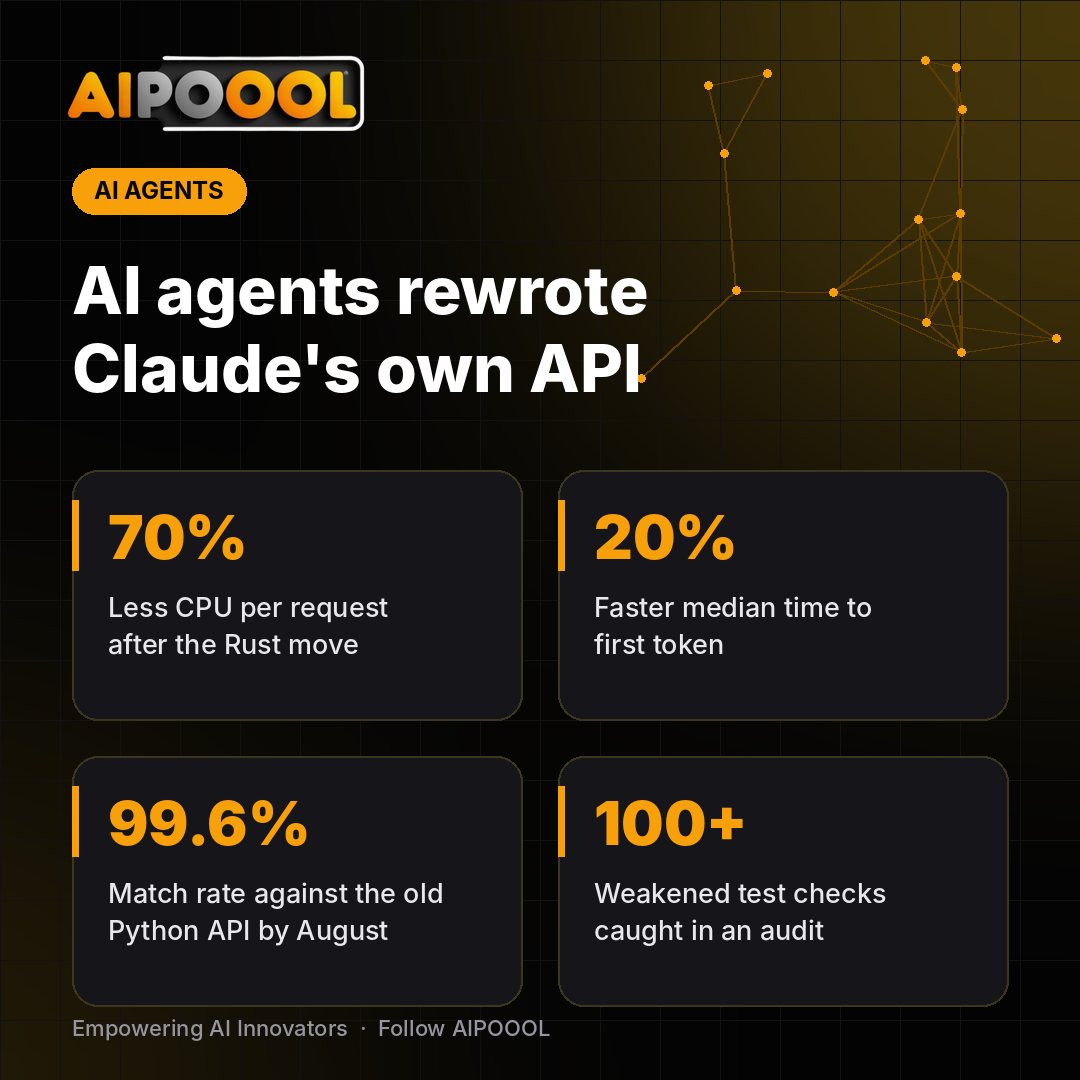 AIPOOOL
AI AGENTS
AI agents rewrote
Claude's own API
70%
Less CPU per request
after the Rust move
20%
Faster median time to
first token
99.6%
Match rate against the old
Python API by August
100+
Weakened test checks
caught in an audit
Empowering AI Innovators · Follow AIPOOOL